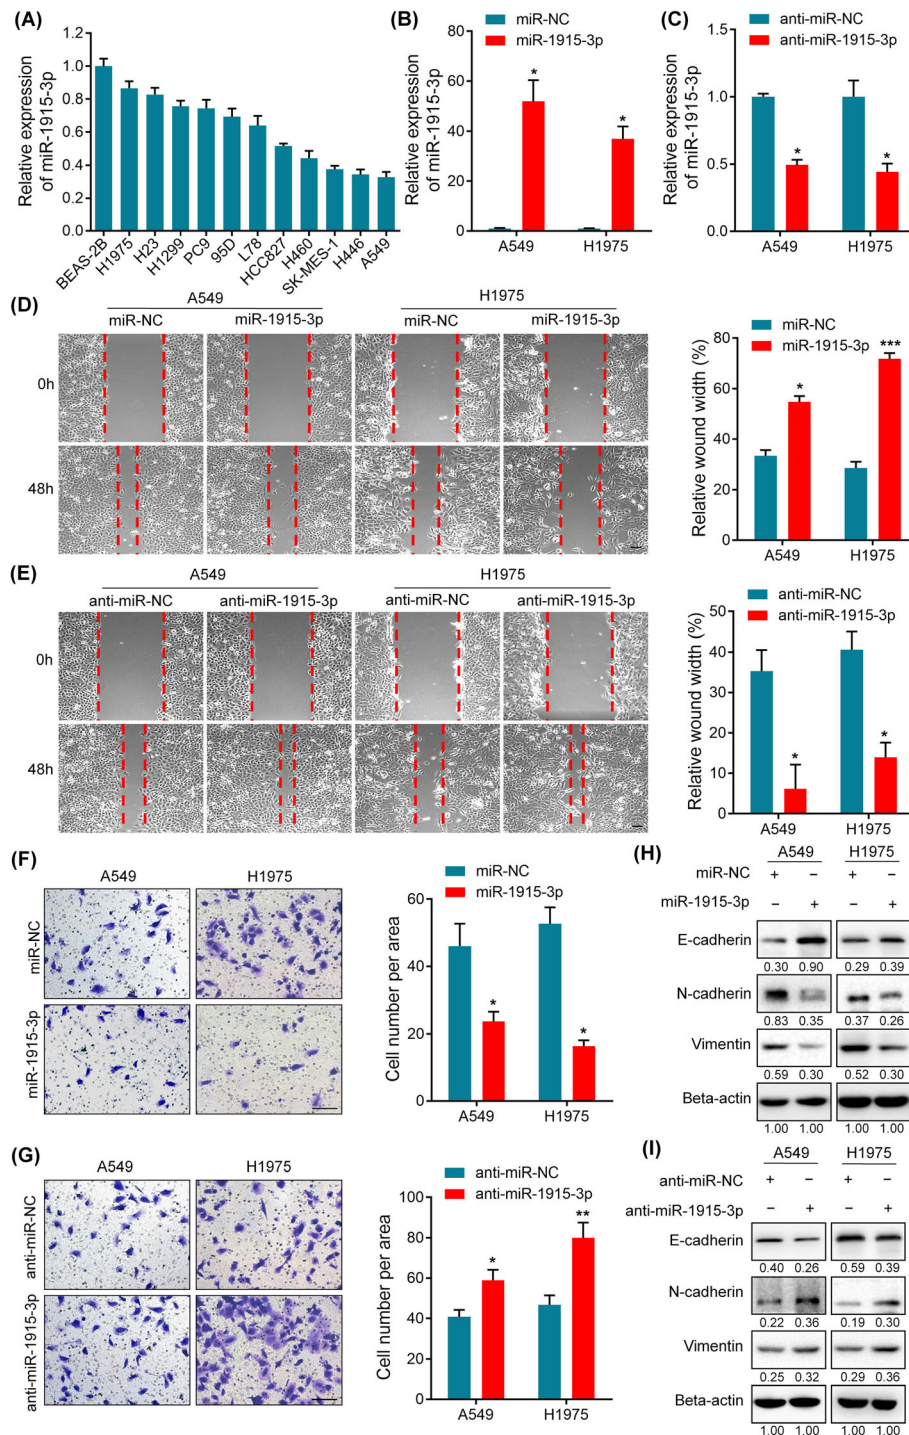 (A)
Relative expression
of miR-1915-3p
1.2
1.0
0.8
0.6
0.4
0.2
0.0
BEAS-2B
H1975
H23
H1299
PC9
95D
L78
HCC827
H460
SK-MES-1
H446
A549
(B)
miR-NC
miR-1915-3p
Relative expression
of miR-1915-3p
80
60
40
20
0
*
*
A549
H1975
(C)
anti-miR-NC
anti-miR-1915-3p
Relative expression
of miR-1915-3p
1.5
1.0
0.5
0.0
*
*
A549
H1975
(D)
A549
H1975
miR-NC
miR-1915-3p
miR-NC
miR-1915-3p
0h
48h
miR-NC
miR-1915-3p
Relative wound width (%)
80
60
40
20
0
*
***
A549
H1975
(E)
A549
H1975
anti-miR-NC
anti-miR-1915-3p
anti-miR-NC
anti-miR-1915-3p
0h
48h
anti-miR-NC
anti-miR-1915-3p
Relative wound width (%)
50
40
30
20
10
0
*
*
A549
H1975
(F)
A549
H1975
miR-NC
miR-1915-3p
miR-NC
miR-1915-3p
Cell number per area
60
40
20
0
*
*
A549
H1975
(G)
A549
H1975
anti-miR-NC
anti-miR-1915-3p
anti-miR-NC
anti-miR-1915-3p
Cell number per area
100
80
60
40
20
0
*
**
A549
H1975
(H)
A549 H1975
miR-NC + − + −
miR-1915-3p − + − +
E-cadherin
0.30 0.90 0.29 0.39
N-cadherin
0.83 0.35 0.37 0.26
Vimentin
0.59 0.30 0.52 0.30
Beta-actin
1.00 1.00 1.00 1.00
(I)
A549 H1975
anti-miR-NC + − + −
anti-miR-1915-3p − + − +
E-cadherin
0.40 0.26 0.59 0.39
N-cadherin
0.22 0.36 0.19 0.30
Vimentin
0.25 0.32 0.29 0.36
Beta-actin
1.00 1.00 1.00 1.00